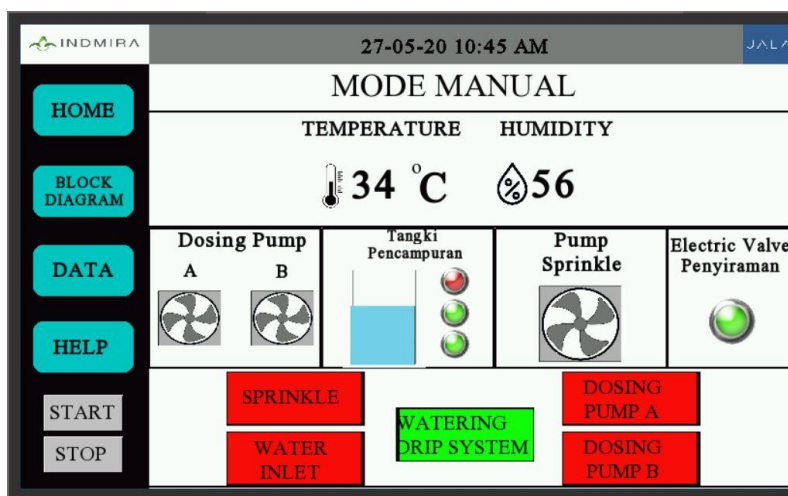 INDMIRA
27-05-20 10:45 AM
JALA
MODE MANUAL
HOME
TEMPERATURE HUMIDITY
34 °C
% 56
BLOCK
DIAGRAM
Dosing Pump
A B
Tangki
Pencampuran
Pump
Sprinkle
Electric Valve
Penyiraman
DATA
HELP
START
STOP
SPRINKLE
WATER
INLET
WATERING
DRIP SYSTEM
DOSING
PUMP A
DOSING
PUMP B